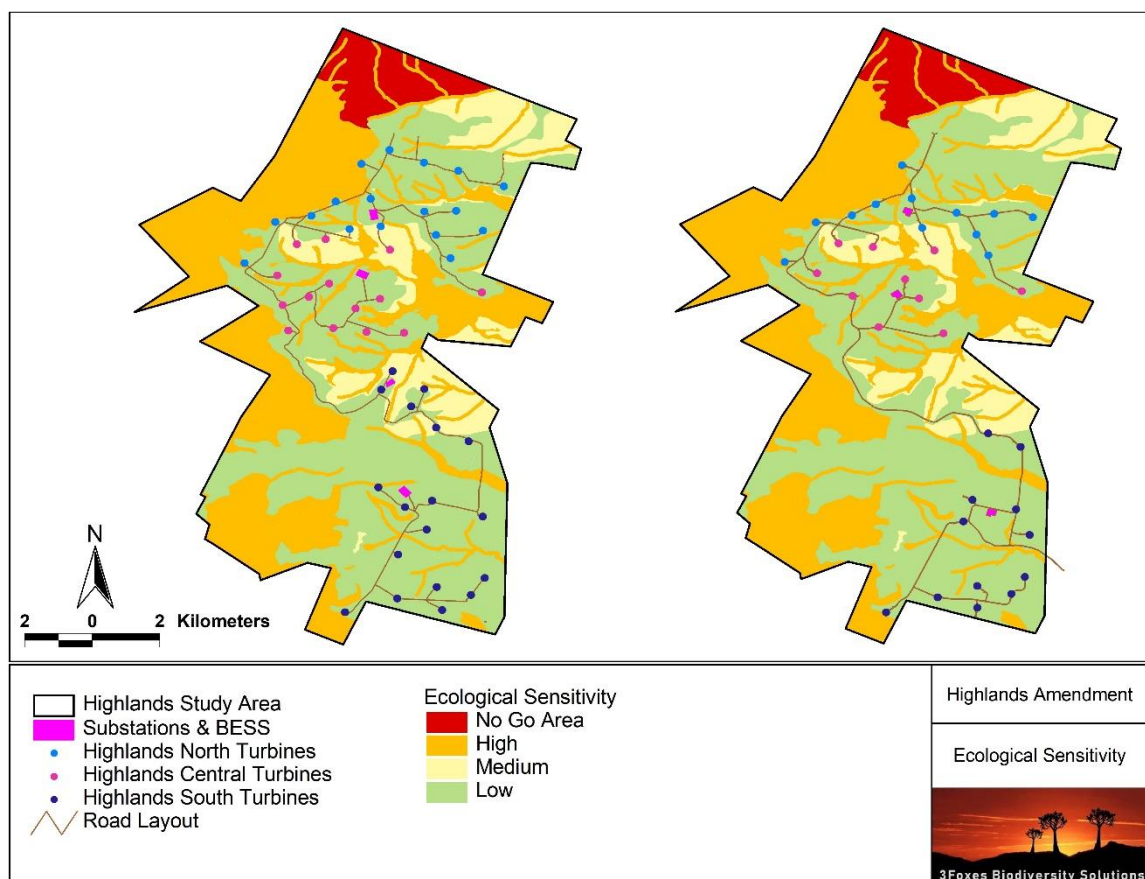 N
2 0 2 Kilometers
Highlands Study Area
Substations & BESS
Highlands North Turbines
Highlands Central Turbines
Highlands South Turbines
Road Layout
Ecological Sensitivity
No Go Area
High
Medium
Low
Highlands Amendment
Ecological Sensitivity
3Foxes Biodiversity Solutions